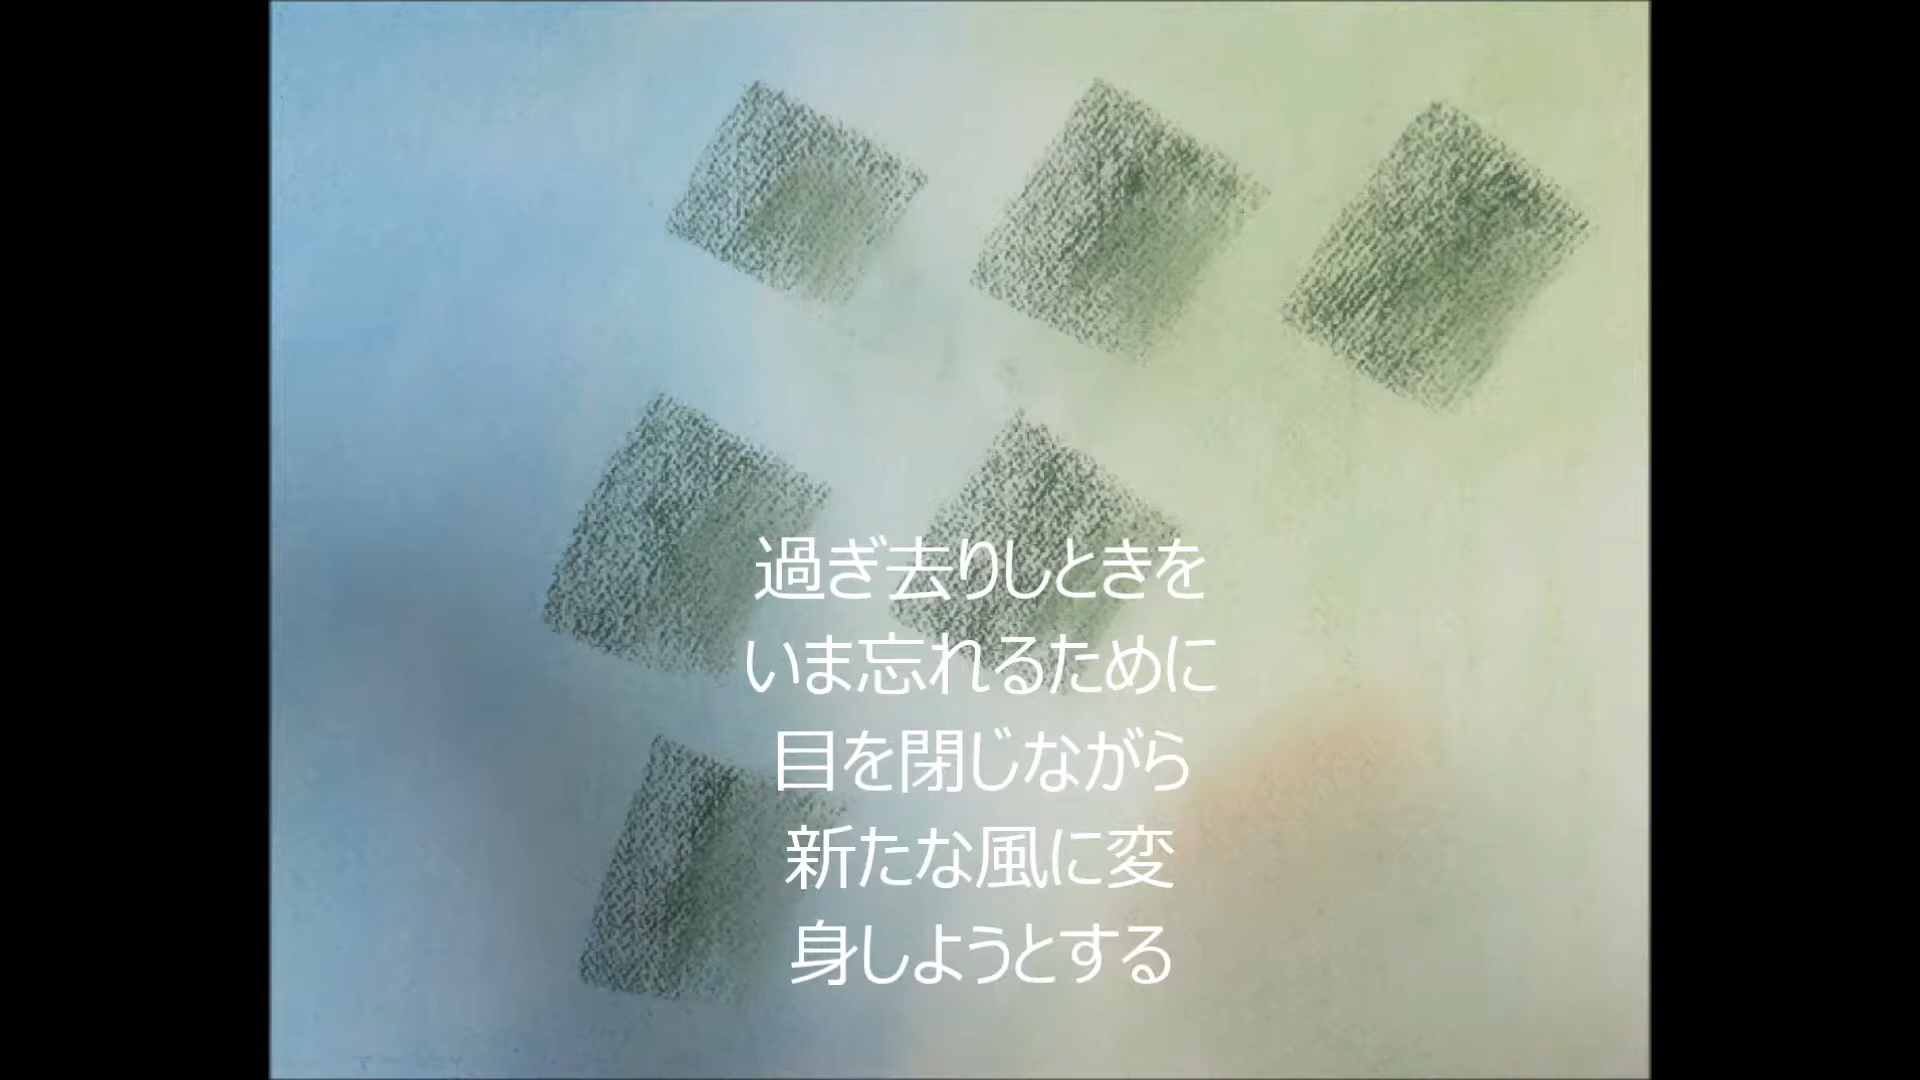 過ぎ去りしときを
いま忘れるために
目を閉じながら
新たな風に変
身しようとする